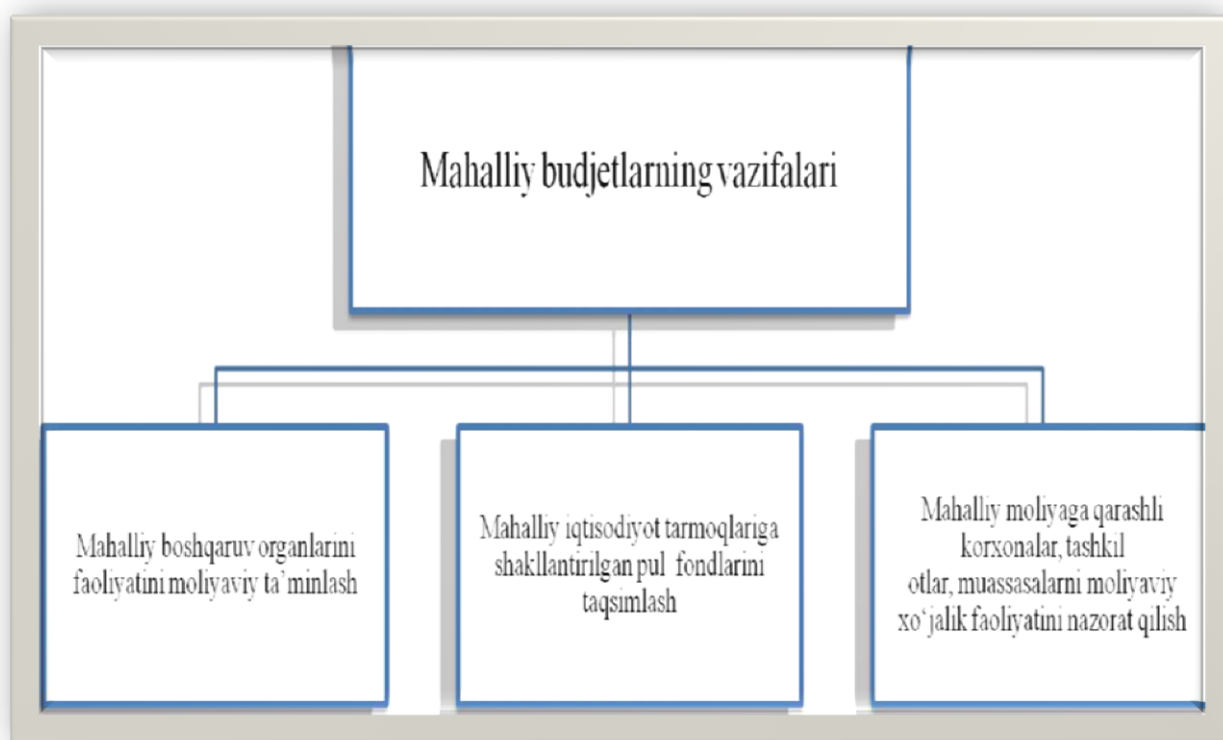 Mahalliy budjetlarning vazifalari
Mahalliy boshqaruv organlarini
faoliyatini moliyaviy ta’minlash
Mahalliy iqtisodiyot tarmoqlariga
shakllantirilgan pul fondlarini
taqsimlash
Mahalliy moliyaga qarashli
korxonalar, tashkil
otlar, muassasalarni moliyaviy
xo‘jalik faoliyatini nazorat qilish